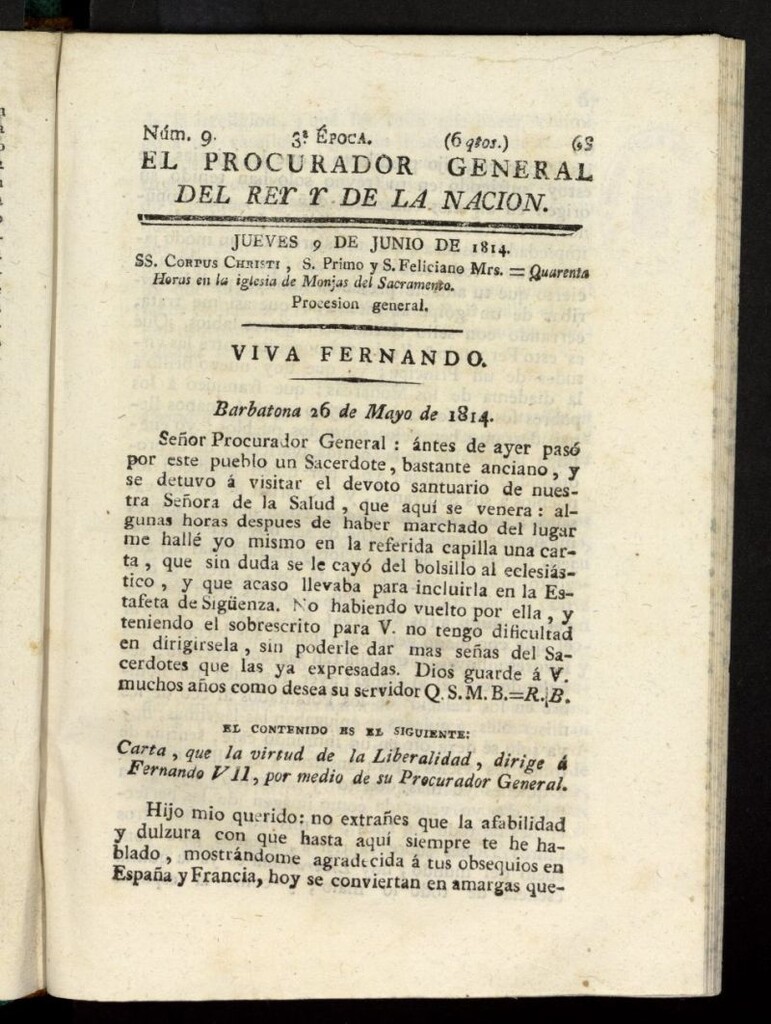 Núm. 9. 3ª ÉPOCA. (6 qtos.)
EL PROCURADOR GENERAL
DEL REY Y DE LA NACION.
JUEVES 9 DE JUNIO DE 1814.
SS. CORPUS CHRISTI, S. Primo y S. Feliciano Mrs. = Quarenta
Horas en la iglesia de Monjas del Sacramento.
Procesion general.
VIVA FERNANDO.
Barbatona 26 de Mayo de 1814.
Señor Procurador General : ántes de ayer pasó
por este pueblo un Sacerdote, bastante anciano, y
se detuvo á visitar el devoto santuario de nues-
tra Señora de la Salud, que aquí se venera: al-
gunas horas despues de haber marchado del lugar
me hallé yo mismo en la referida capilla una car-
ta, que sin duda se le cayó del bolsillo al eclesiás-
tico, y que acaso llevaba para incluirla en la Es-
tafeta de Sigüenza. No habiendo vuelto por ella, y
teniendo el sobrescrito para V. no tengo dificultad
en dirigirsela, sin poderle dar mas señas del Sa-
cerdotes que las ya expresadas. Dios guarde á V.
muchos años como desea su servidor Q. S. M. B.=R. B.
EL CONTENIDO ES EL SIGUIENTE:
Carta, que la virtud de la Liberalidad, dirige á
Fernando VII, por medio de su Procurador General.
Hijo mio querido: no extrañes que la afabilidad
y dulzura con que hasta aquí siempre te he ha-
blado, mostrándome agradecida á tus obsequios en
España y Francia, hoy se conviertan en amargas que-